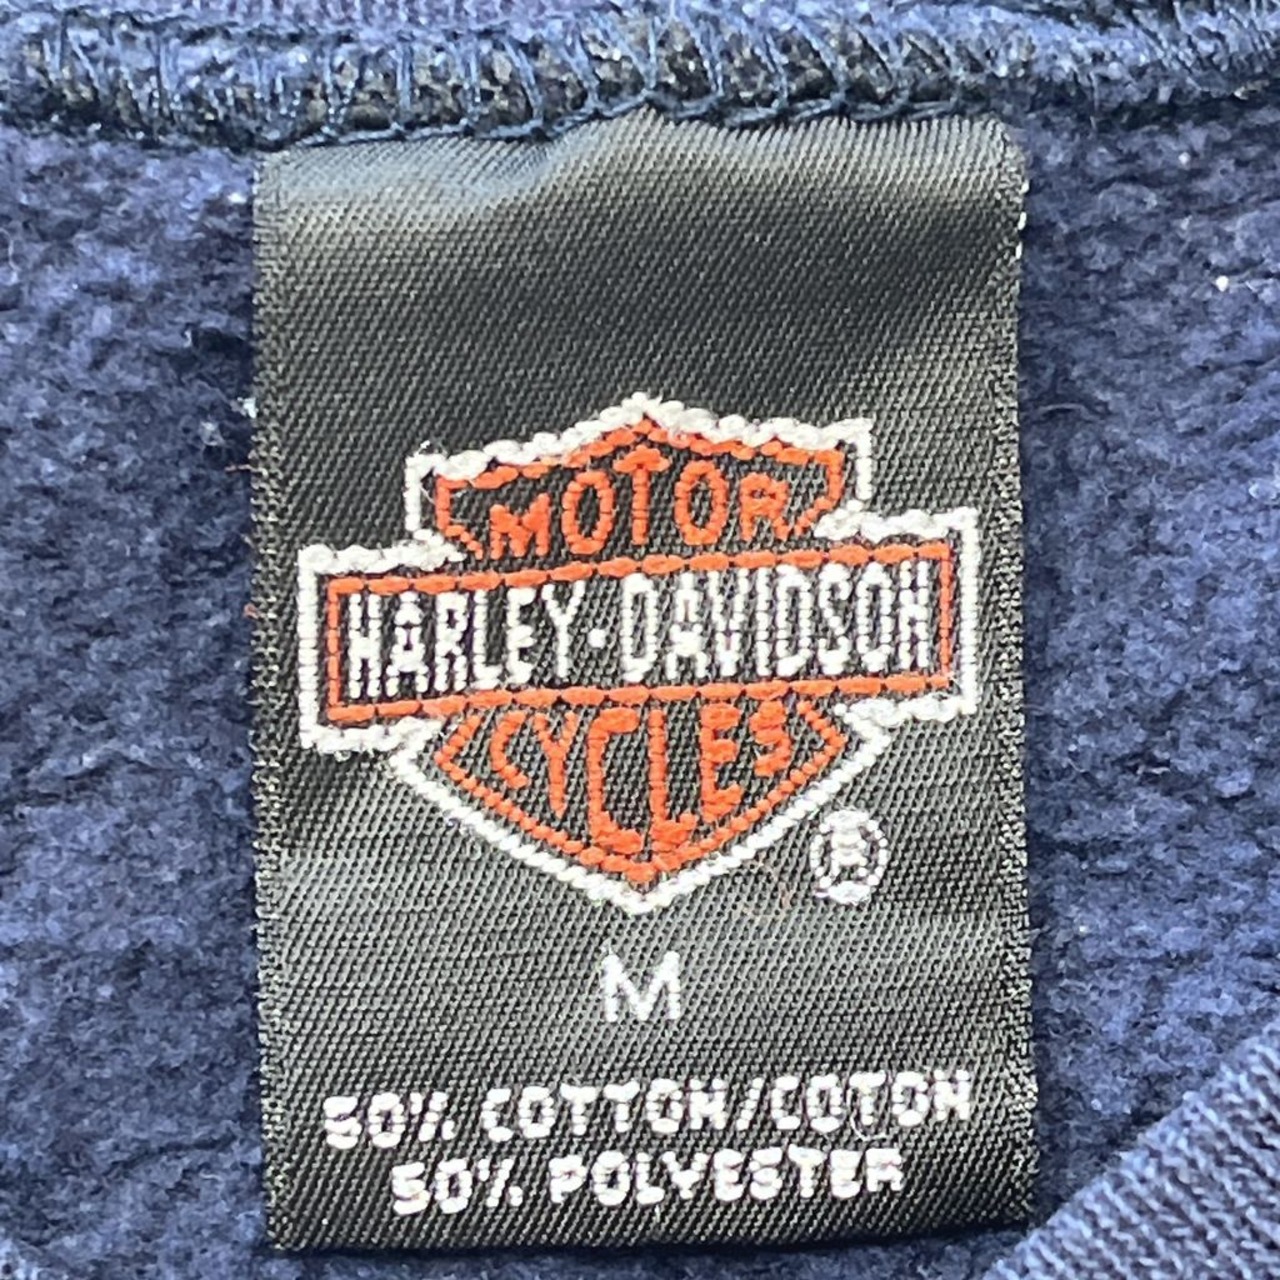 MOTOR
HARLEY-DAVIDSON
CYCLES
®
M
50% COTTON/COTON
50% POLYESTER